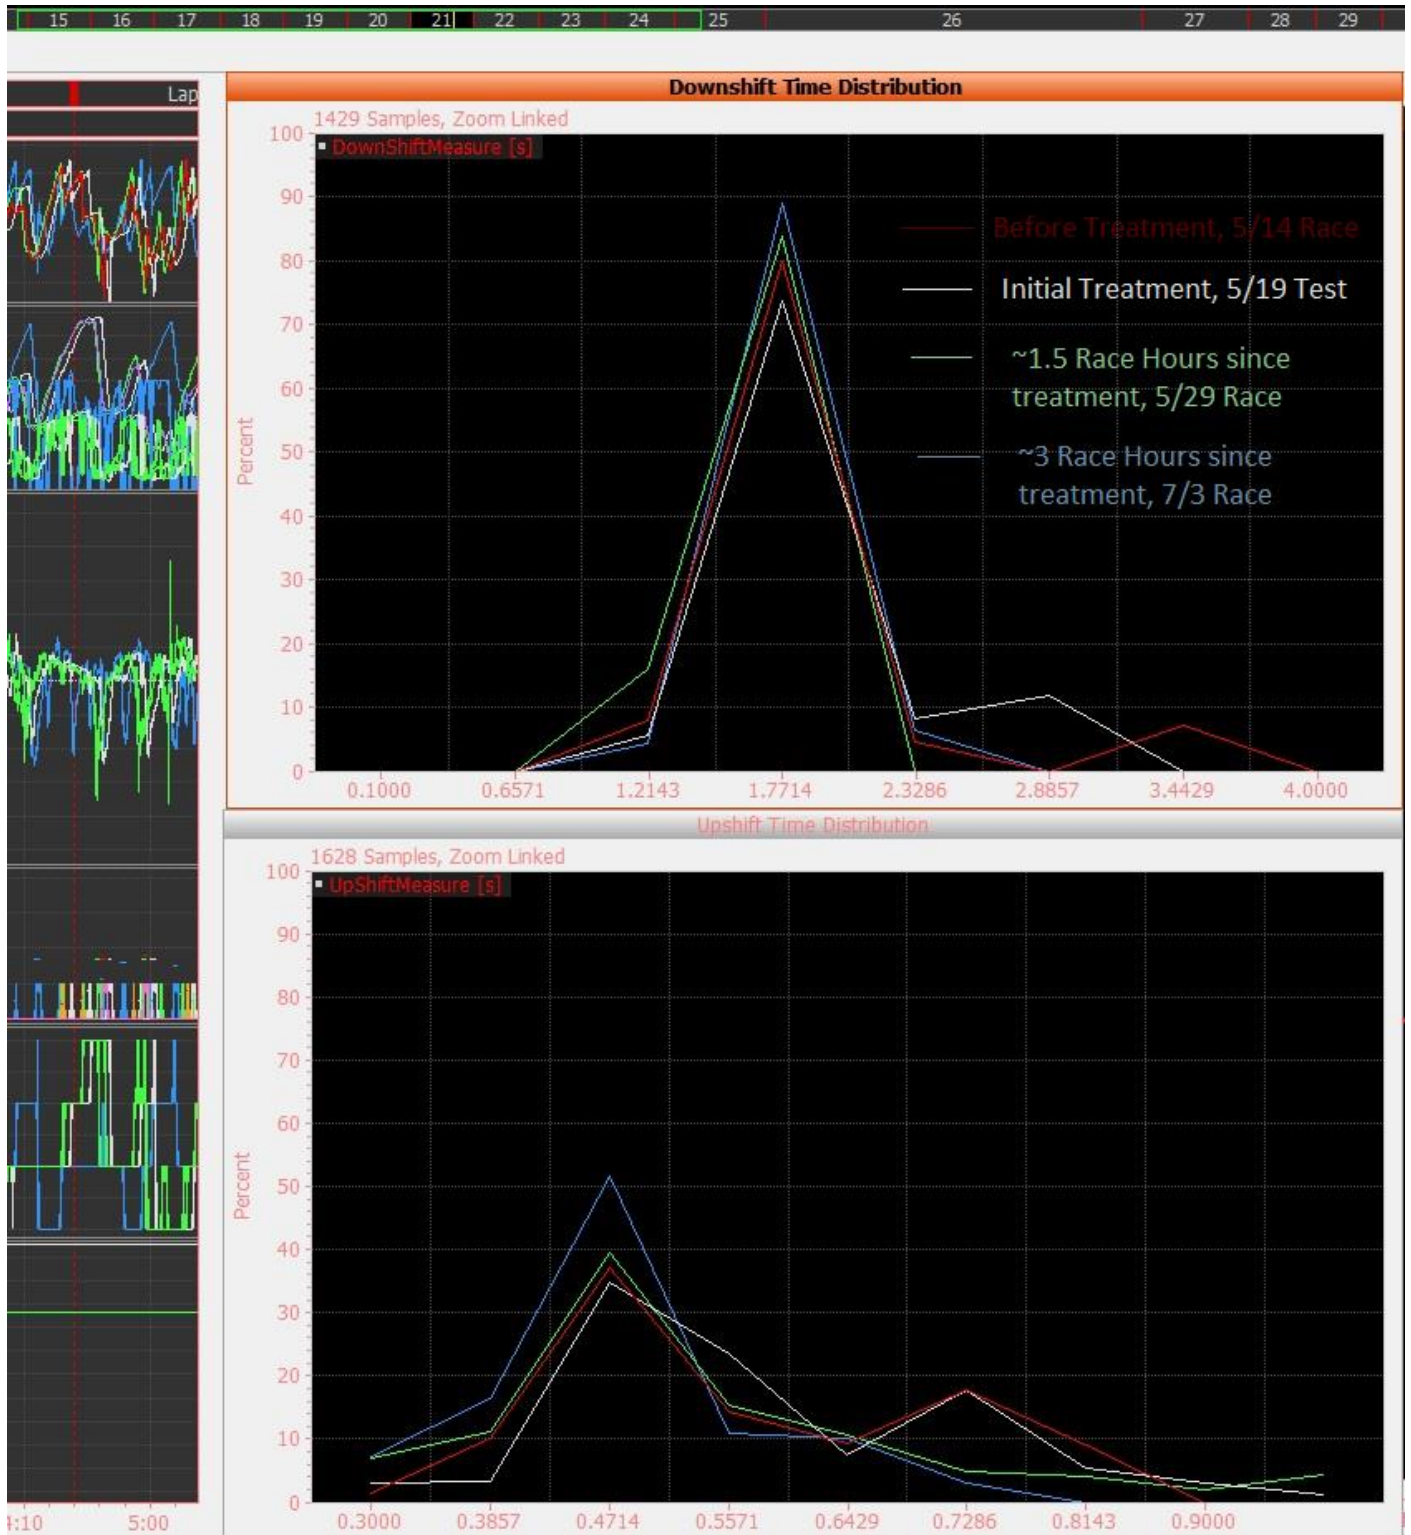 15 16 17 18 19 20 21 22 23 24 25 26 27 28 29
Lap
Downshift Time Distribution
1429 Samples, Zoom Linked
DownShiftMeasure [s]
100
90
80
70
60
50
40
30
20
10
0
Percent
Before Treatment, 5/14 Race
Initial Treatment, 5/19 Test
~1.5 Race Hours since
treatment, 5/29 Race
~3 Race Hours since
treatment, 7/3 Race
0.1000 0.6571 1.2143 1.7714 2.3286 2.8857 3.4429 4.0000
Upshift Time Distribution
1628 Samples, Zoom Linked
UpShiftMeasure [s]
100
90
80
70
60
50
40
30
20
10
0
Percent
0.3000 0.3857 0.4714 0.5571 0.6429 0.7286 0.8143 0.9000
:10 5:00